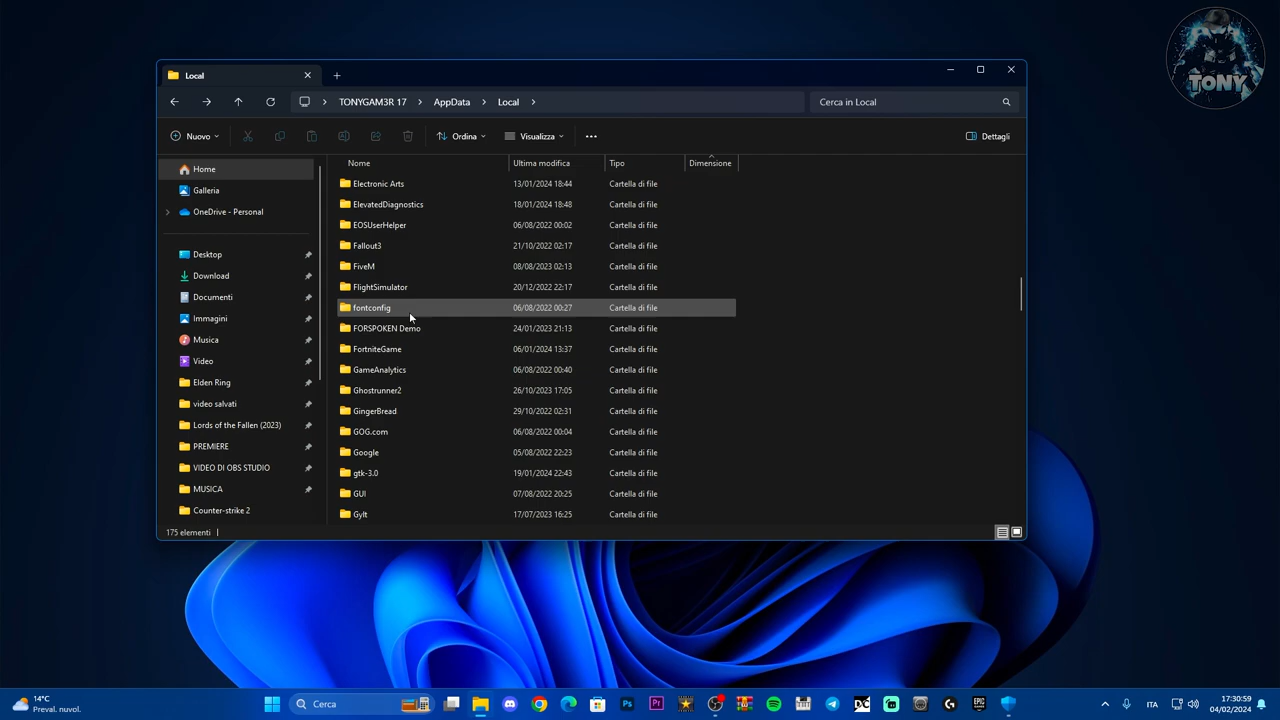 TONY
Local
TONYGAM3R 17 > AppData > Local >
Cerca in Local
Nuovo
Ordina
Visualizza
Dettagli
Nome Ultima modifica Tipo Dimensione
Home
Galleria
OneDrive - Personal
Desktop
Download
Documenti
Immagini
Musica
Video
Elden Ring
video salvati
Lords of the Fallen (2023)
PREMIERE
VIDEO DI OBS STUDIO
MUSICA
Counter-strike 2
Electronic Arts 13/01/2024 18:44 Cartella di file
ElevatedDiagnostics 18/01/2024 18:48 Cartella di file
EOSUserHelper 06/08/2022 00:02 Cartella di file
Fallout3 21/10/2022 02:17 Cartella di file
FiveM 08/08/2023 02:13 Cartella di file
FlightSimulator 20/12/2022 22:17 Cartella di file
fontconfig 06/08/2022 00:27 Cartella di file
FORSPOKEN Demo 24/01/2023 21:13 Cartella di file
FortniteGame 06/01/2024 13:37 Cartella di file
GameAnalytics 06/08/2022 00:40 Cartella di file
Ghostrunner2 26/10/2023 17:05 Cartella di file
GingerBread 29/10/2022 02:31 Cartella di file
GOG.com 06/08/2022 00:04 Cartella di file
Google 05/08/2022 22:23 Cartella di file
gtk-3.0 19/01/2024 22:43 Cartella di file
GUI 07/08/2022 20:25 Cartella di file
Gylt 17/07/2023 16:25 Cartella di file
175 elementi
14°C
Preval. nuvol.
Cerca
Ps
Pr
DC
EPIC
GAMES
ITA
17:30:59
04/02/2024